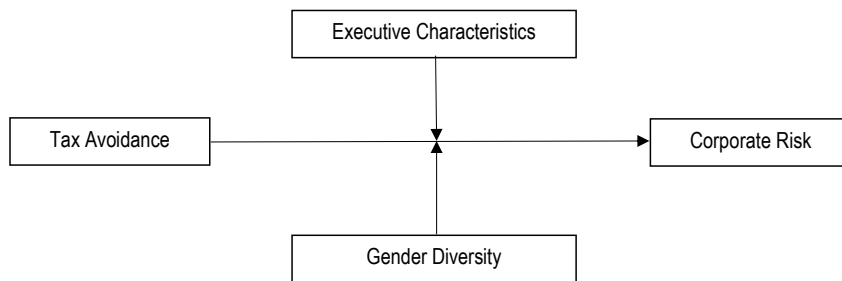 Executive Characteristics
Tax Avoidance
Corporate Risk
Gender Diversity